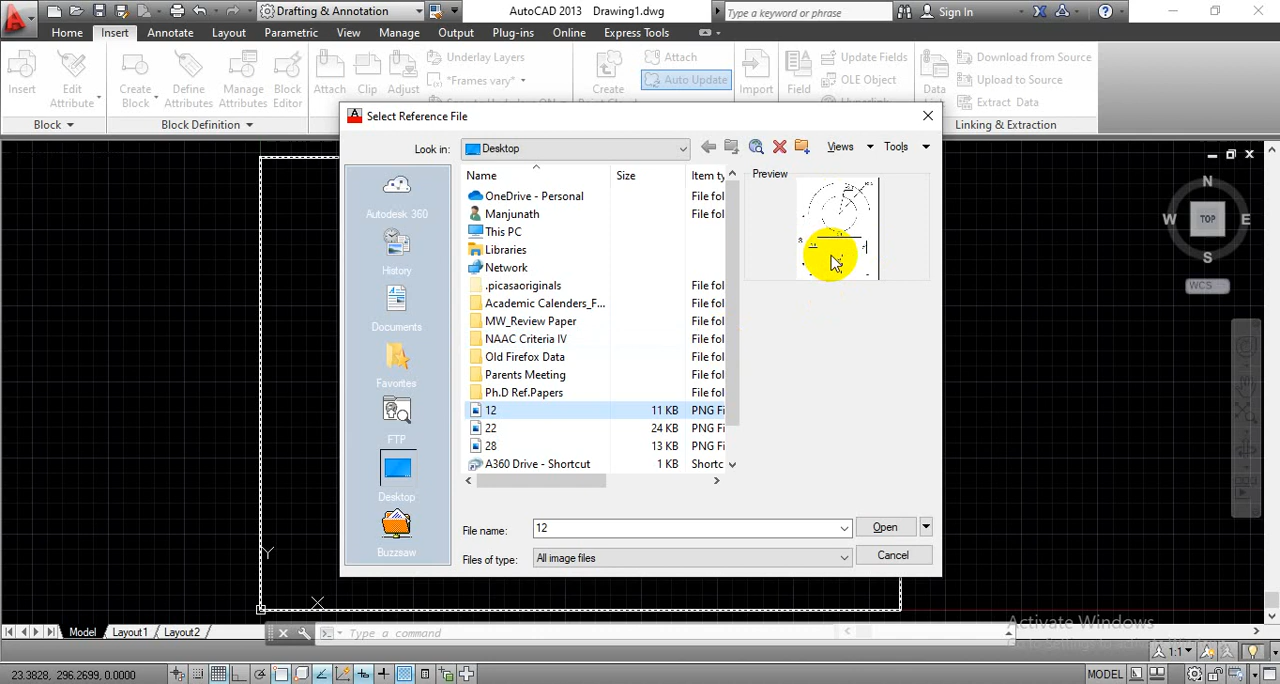 Drafting & Annotation
AutoCAD 2013 Drawing1.dwg
Type a keyword or phrase
Sign In
Home Insert Annotate Layout Parametric View Manage Output Plug-ins Online Express Tools
Insert
Edit Attribute
Create Block
Define Attributes
Manage Attributes
Block Editor
Attach
Clip
Adjust
Underlay Layers
*Frames vary*
Attach
Auto Update
Create
Import
Field
Update Fields
OLE Object
Hyperlink
Data
Download from Source
Upload to Source
Extract Data
Block
Block Definition
Linking & Extraction
Select Reference File
Look in:
Desktop
Views
Tools
Name Size Item ty
Preview
OneDrive - Personal File fol
Manjunath File fol
This PC
Libraries
Network
.picasaoriginals File fol
Academic Calenders_F... File fol
MW_Review Paper File fol
NAAC Criteria IV File fol
Old Firefox Data File fol
Parents Meeting File fol
Ph.D Ref.Papers File fol
12 11 KB PNG Fi
22 24 KB PNG Fi
28 13 KB PNG Fi
A360 Drive - Shortcut 1 KB Shortc
Autodesk 360
History
Documents
Favorites
FTP
Desktop
Buzzsaw
File name:
12
Open
Files of type:
All image files
Cancel
N
W
TOP
E
S
WCS
Y
X
Activate Windows
Model Layout1 Layout2
Type a command
1:1
23.3828, 296.2699, 0.0000
MODEL